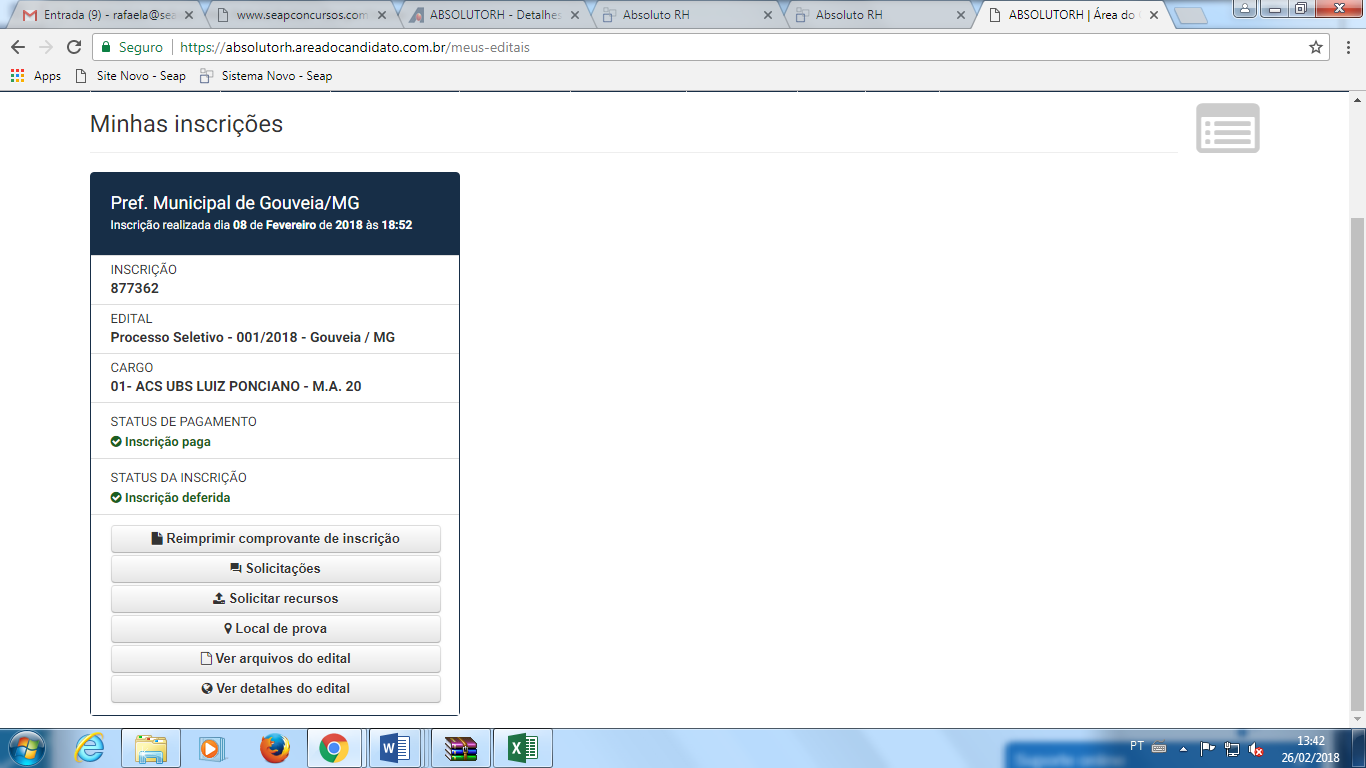 Entrada (9) - rafaela@sea
www.seapconcursos.com
ABSOLUTORH - Detalhes
Absoluto RH
Absoluto RH
ABSOLUTORH | Área do
Seguro
https://absolutorh.areadocandidato.com.br/meus-editais
Apps
Site Novo - Seap
Sistema Novo - Seap
Minhas inscrições
Pref. Municipal de Gouveia/MG
Inscrição realizada dia 08 de Fevereiro de 2018 às 18:52
INSCRIÇÃO
877362
EDITAL
Processo Seletivo - 001/2018 - Gouveia / MG
CARGO
01- ACS UBS LUIZ PONCIANO - M.A. 20
STATUS DE PAGAMENTO
Inscrição paga
STATUS DA INSCRIÇÃO
Inscrição deferida
Reimprimir comprovante de inscrição
Solicitações
Solicitar recursos
Local de prova
Ver arquivos do edital
Ver detalhes do edital
PT
13:42
26/02/2018